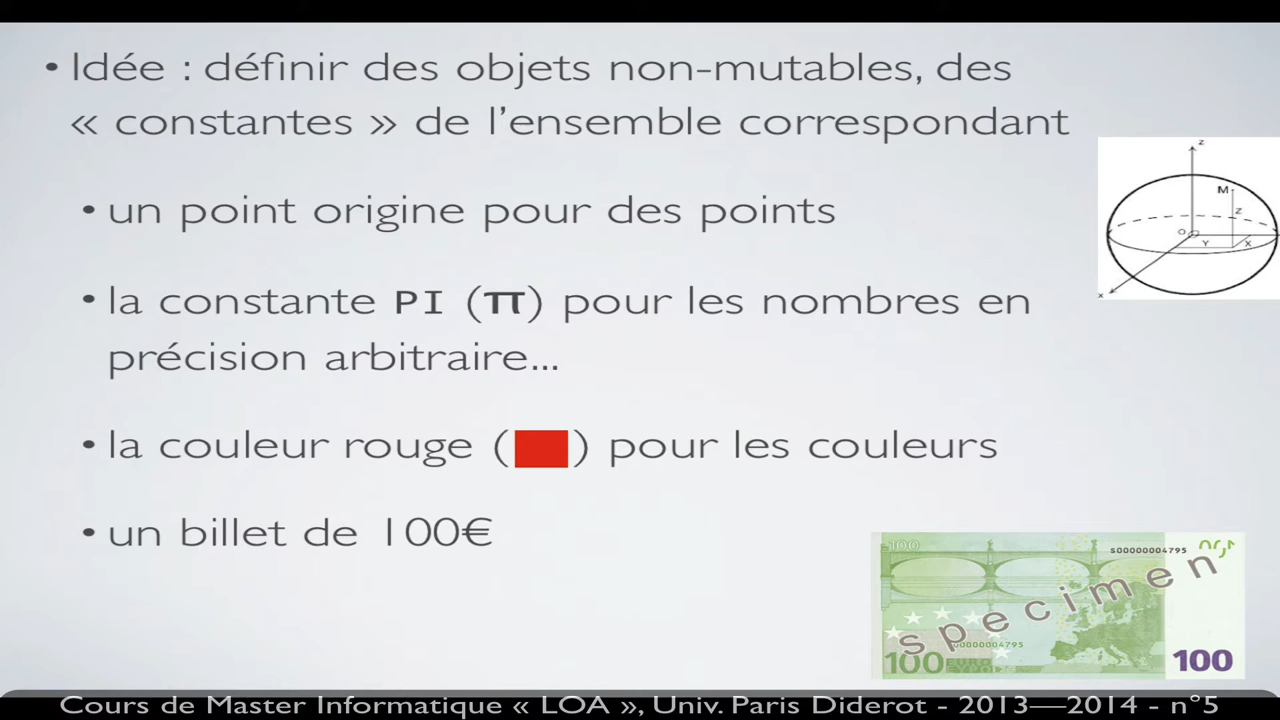 • Idée : définir des objets non-mutables, des
« constantes » de l’ensemble correspondant
• un point origine pour des points
• la constante PI (π) pour les nombres en
précision arbitraire...
• la couleur rouge ( ) pour les couleurs
• un billet de 100€
z
M
z
O
Y
X
x
100
S00000004795
specimen
S00000004795
100 EURO
100
Cours de Master Informatique « LOA », Univ. Paris Diderot - 2013—2014 - n°5